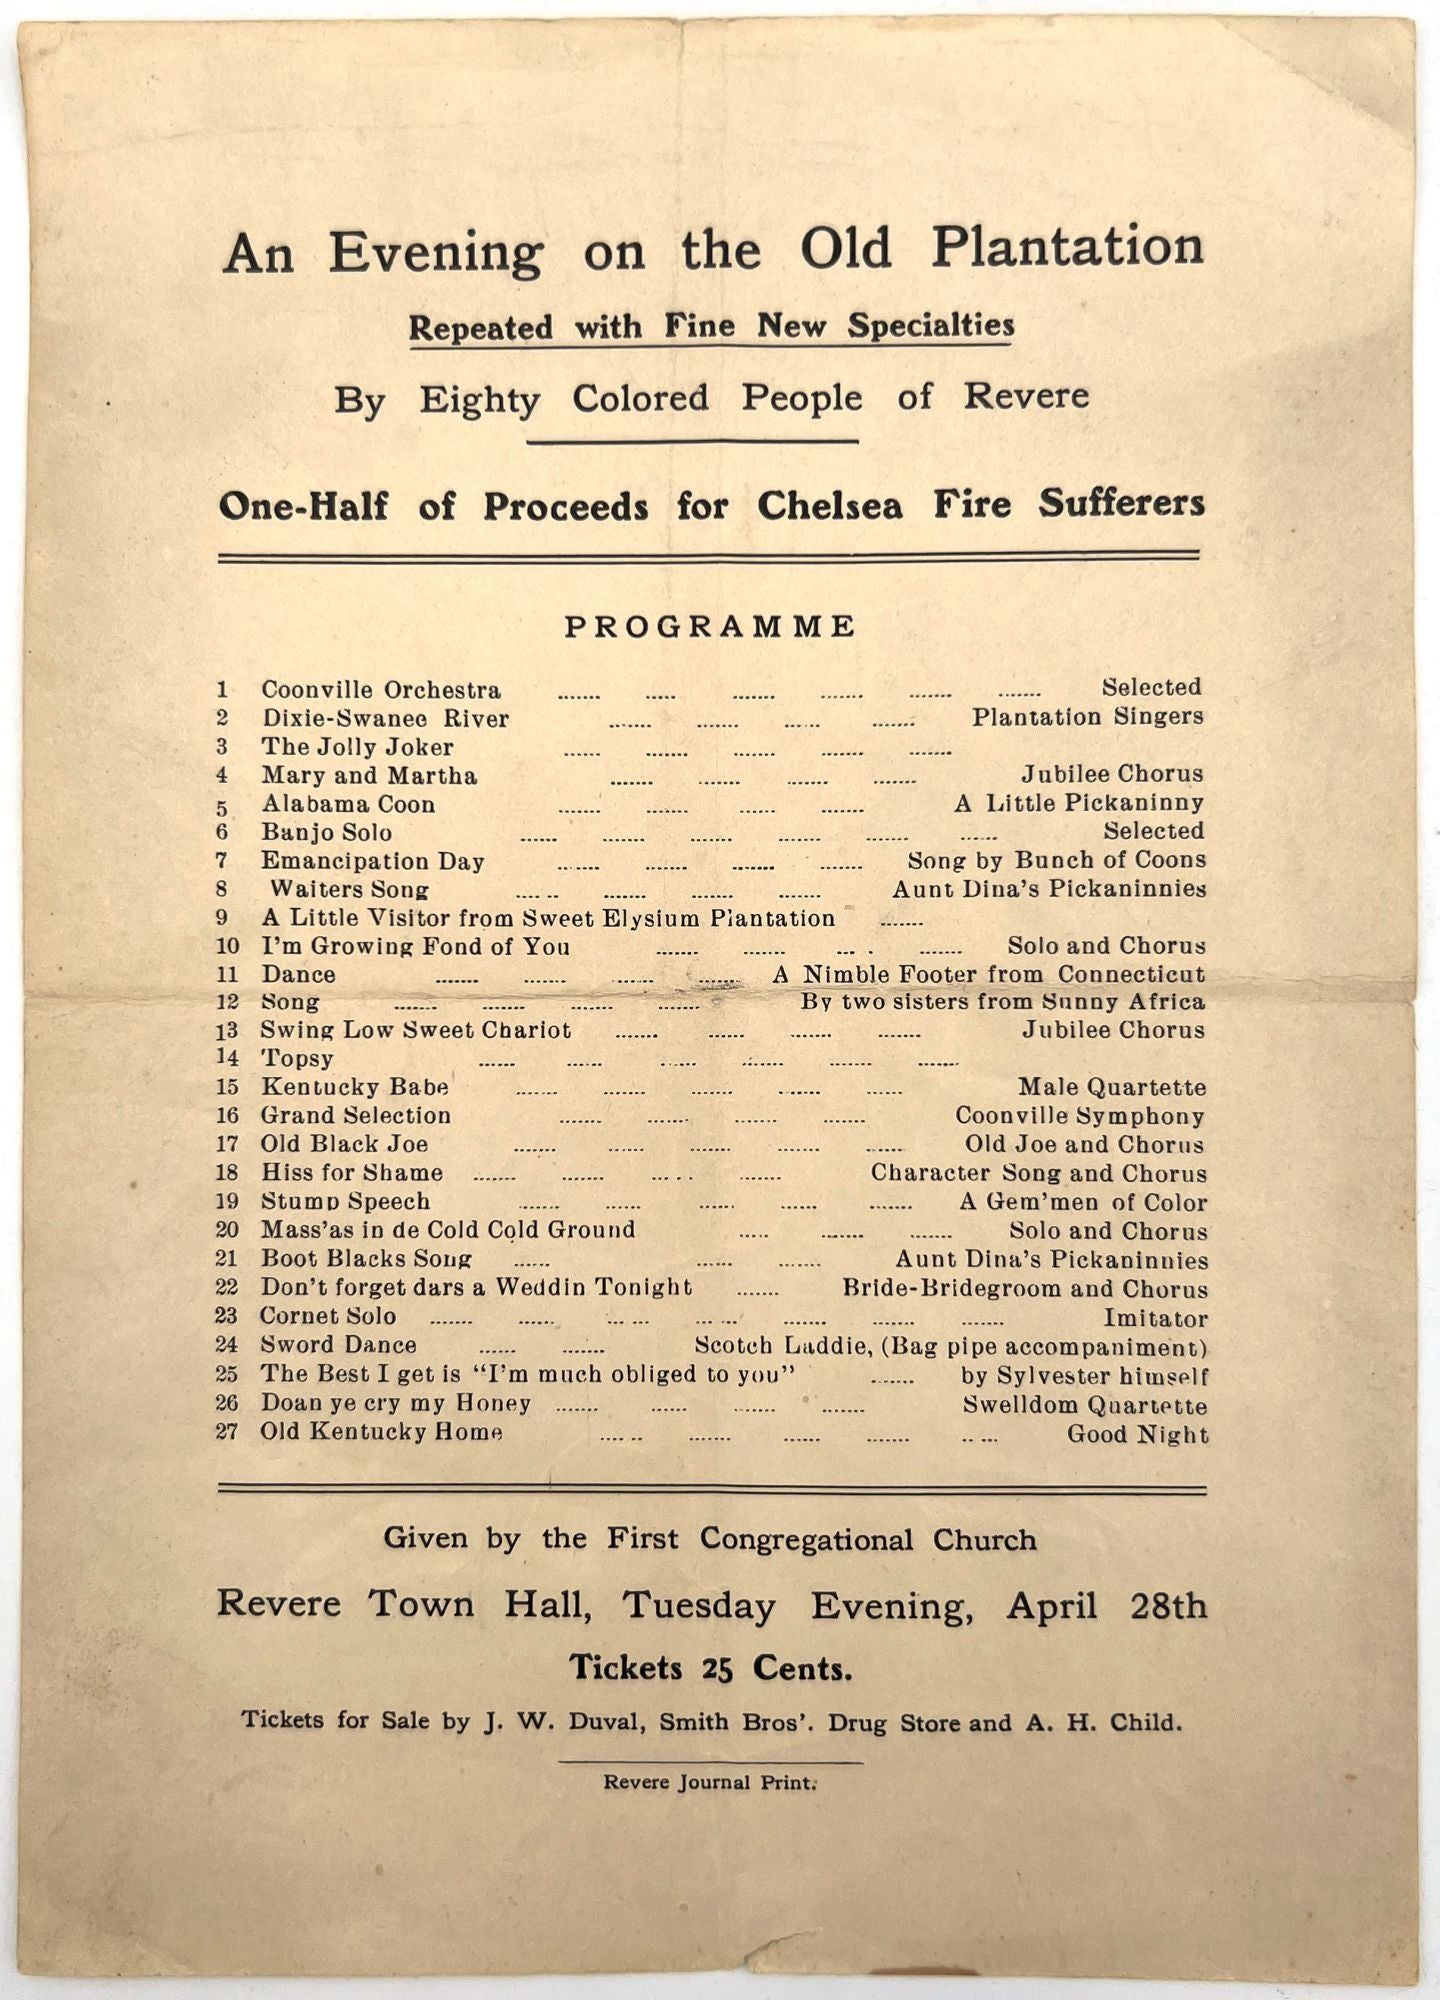 An Evening on the Old Plantation
Repeated with Fine New Specialties
By Eighty Colored People of Revere
One-Half of Proceeds for Chelsea Fire Sufferers
PROGRAMME
1 Coonville Orchestra ....... Selected
2 Dixie-Swanee River ....... Plantation Singers
3 The Jolly Joker .......
4 Mary and Martha ....... Jubilee Chorus
5 Alabama Coon ....... A Little Pickaninny
6 Banjo Solo ....... Selected
7 Emancipation Day ....... Song by Bunch of Coons
8 Waiters Song ....... Aunt Dina's Pickaninnies
9 A Little Visitor from Sweet Elysium Plantation .......
10 I'm Growing Fond of You ....... Solo and Chorus
11 Dance ....... A Nimble Footer from Connecticut
12 Song ....... By two sisters from Sunny Africa
13 Swing Low Sweet Chariot ....... Jubilee Chorus
14 Topsy .......
15 Kentucky Babe ....... Male Quartette
16 Grand Selection ....... Coonville Symphony
17 Old Black Joe ....... Old Joe and Chorus
18 Hiss for Shame ....... Character Song and Chorus
19 Stump Speech ....... A Gem'men of Color
20 Mass'as in de Cold Cold Ground ....... Solo and Chorus
21 Boot Blacks Song ....... Aunt Dina's Pickaninnies
22 Don't forget dars a Weddin Tonight ....... Bride-Bridegroom and Chorus
23 Cornet Solo ....... Imitator
24 Sword Dance ....... Scotch Laddie, (Bag pipe accompaniment)
25 The Best I get is "I'm much obliged to you" ....... by Sylvester himself
26 Doan ye cry my Honey ....... Swelldom Quartette
27 Old Kentucky Home ....... Good Night
Given by the First Congregational Church
Revere Town Hall, Tuesday Evening, April 28th
Tickets 25 Cents.
Tickets for Sale by J. W. Duval, Smith Bros'. Drug Store and A. H. Child.
Revere Journal Print.